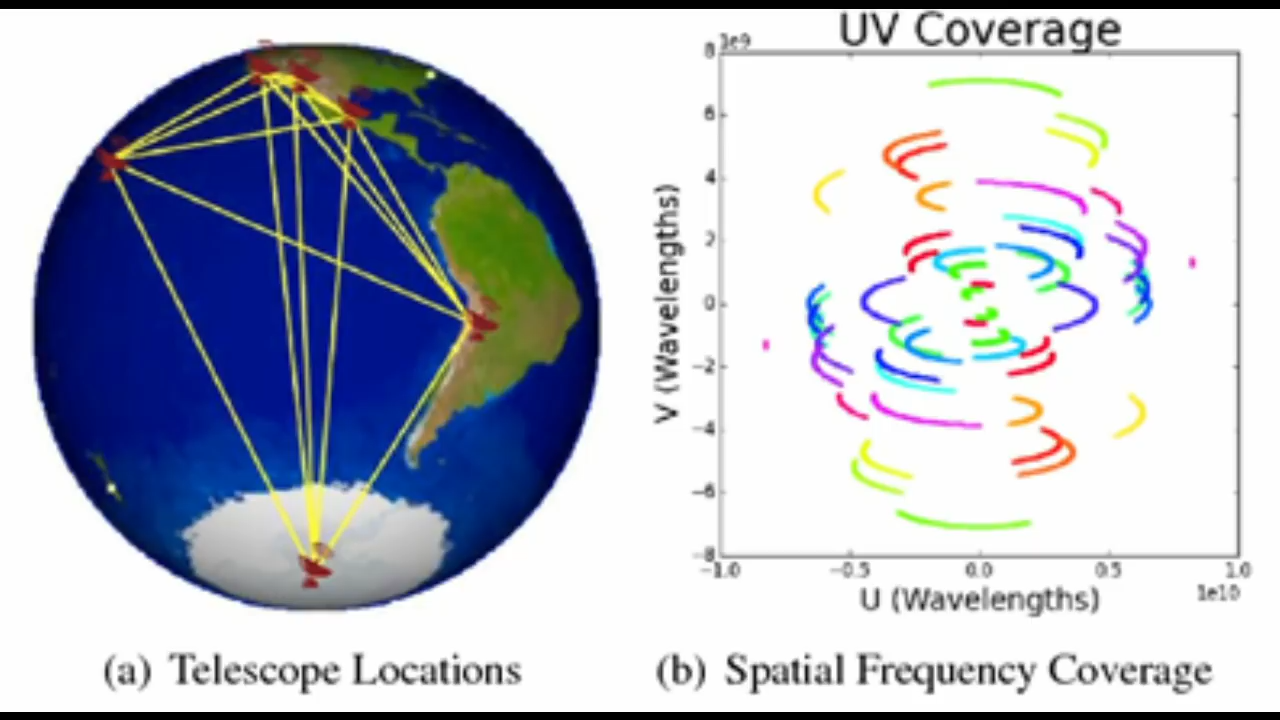 UV Coverage
1e9
8
6
4
2
0
−2
−4
−6
−8
−1.0 −0.5 0.0 0.5 1.0
1e10
V (Wavelengths)
U (Wavelengths)
(a) Telescope Locations
(b) Spatial Frequency Coverage